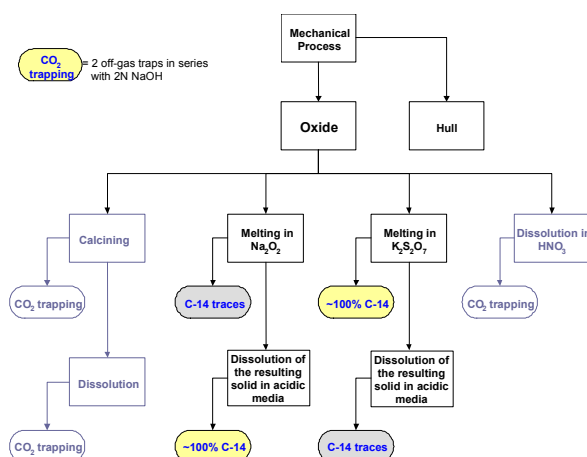 CO2
trapping
= 2 off-gas traps in series
with 2N NaOH
Mechanical
Process
Oxide
Hull
Calcining
Melting in
Na2O2
Melting in
K2S2O7
Dissolution in
HNO3
CO2 trapping
C-14 traces
~100% C-14
CO2 trapping
Dissolution
Dissolution of
the resulting
solid in acidic
media
Dissolution of
the resulting
solid in acidic
media
CO2 trapping
~100% C-14
C-14 traces